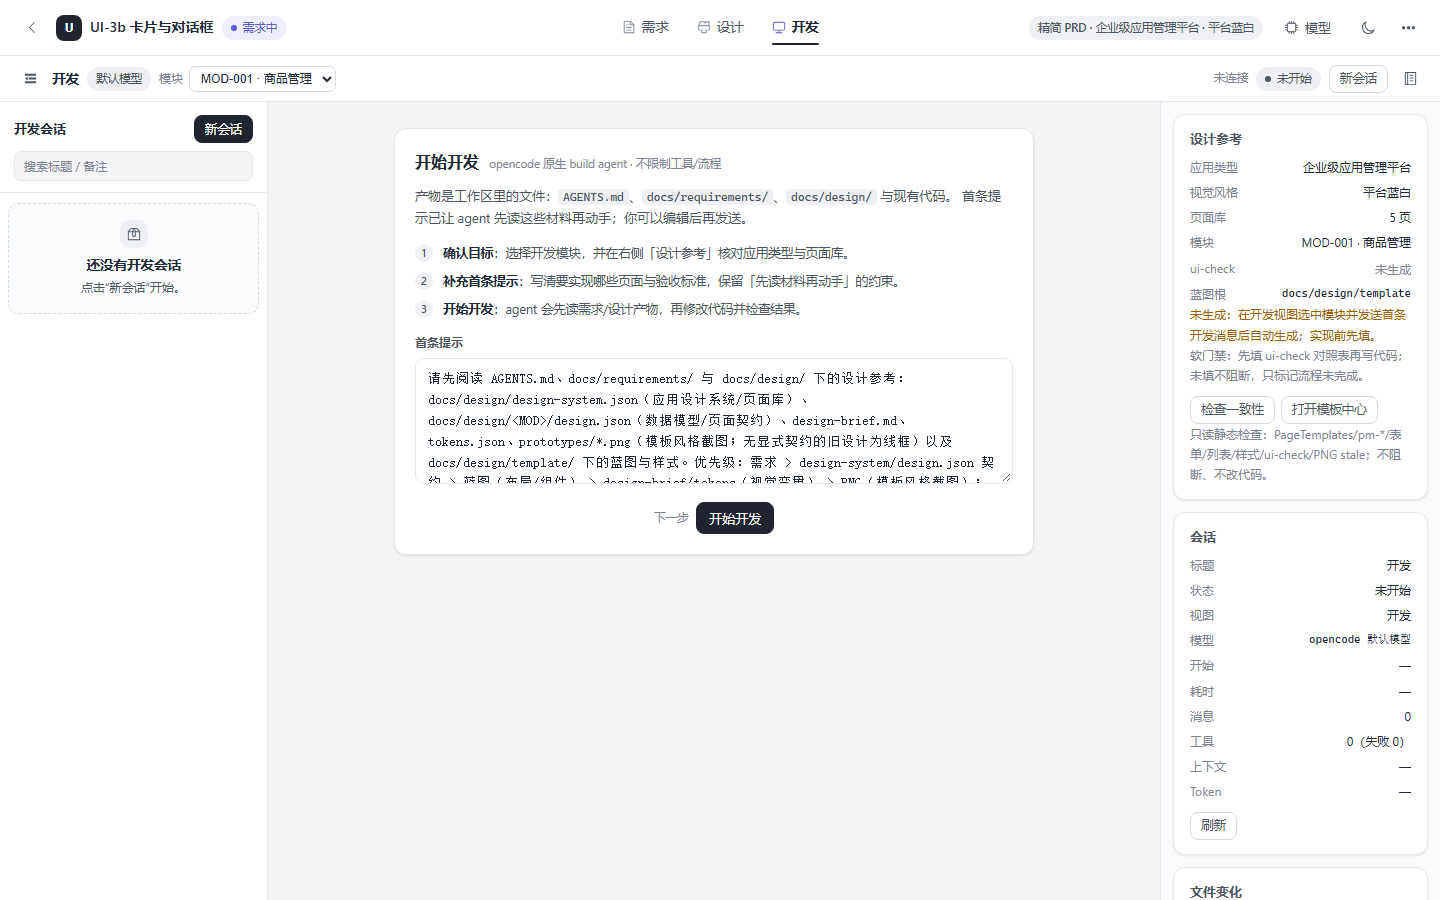 U UI-3b 卡片与对话框 需求中 需求 设计 开发 精简 PRD · 企业级应用管理平台 · 平台蓝白 模型
开发 默认模型 模块 MOD-001 · 商品管理 未连接 未开始 新会话
开发会话 新会话
搜索标题 / 备注
还没有开发会话
点击“新会话”开始。
开始开发 opencode 原生 build agent · 不限制工具/流程
产物是工作区里的文件： AGENTS.md 、 docs/requirements/ 、 docs/design/ 与现有代码。 首条提
示已让 agent 先读这些材料再动手；你可以编辑后再发送。
1 确认目标：选择开发模块，并在右侧「设计参考」核对应用类型与页面库。
2 补充首条提示：写清要实现哪些页面与验收标准，保留「先读材料再动手」的约束。
3 开始开发：agent 会先读需求/设计产物，再修改代码并检查结果。
首条提示
请先阅读 AGENTS.md、docs/requirements/ 与 docs/design/ 下的设计参考：
docs/design/design-system.json（应用设计系统/页面库）、
docs/design/<MOD>/design.json（数据模型/页面契约）、design-brief.md、
tokens.json、prototypes/*.png（模板风格截图；无显式契约的旧设计为线框）以及
docs/design/template/ 下的蓝图与样式。优先级：需求 > design-system/design.json 契
约 > 蓝图（布局/组件） > design-brief/tokens（视觉变里） > PNG（模板风格截图）；
下一步 开始开发
设计参考
应用类型 企业级应用管理平台
视觉风格 平台蓝白
页面库 5 页
模块 MOD-001 · 商品管理
ui-check 未生成
蓝图根 docs/design/template
未生成：在开发视图选中模块并发送首条
开发消息后自动生成；实现前先填。
软门禁：先填 ui-check 对照表再写代码；
未填不阻断，只标记流程未完成。
检查一致性 打开模板中心
只读静态检查：PageTemplates/pm-*/表
单/列表/样式/ui-check/PNG stale；不阻
断、不改代码。
会话
标题 开发
状态 未开始
视图 开发
模型 opencode 默认模型
开始 —
耗时 —
消息 0
工具 0（失败 0）
上下文 —
Token —
刷新
文件变化